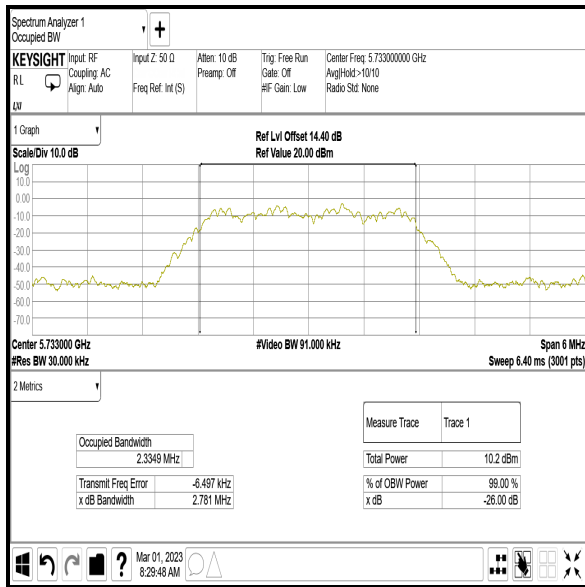 Spectrum Analyzer 1
Occupied BW
+
KEYSIGHT
R L
LXI
Input: RF
Coupling: AC
Align: Auto
Input Z: 50 Ω
Freq Ref: Int (S)
Atten: 10 dB
Preamp: Off
Trig: Free Run
Gate: Off
#IF Gain: Low
Center Freq: 5.733000000 GHz
Avg|Hold:>10/10
Radio Std: None
1 Graph
Scale/Div 10.0 dB
Ref Lvl Offset 14.40 dB
Ref Value 20.00 dBm
Log
10.0
0.00
-10.0
-20.0
-30.0
-40.0
-50.0
-60.0
-70.0
Center 5.733000 GHz
#Res BW 30.000 kHz
#Video BW 91.000 kHz
Span 6 MHz
Sweep 6.40 ms (3001 pts)
2 Metrics
Occupied Bandwidth
2.3349 MHz
Transmit Freq Error -6.497 kHz
x dB Bandwidth 2.781 MHz
Measure Trace Trace 1
Total Power 10.2 dBm
% of OBW Power 99.00 %
x dB -26.00 dB
?
Mar 01, 2023
8:29:48 AM